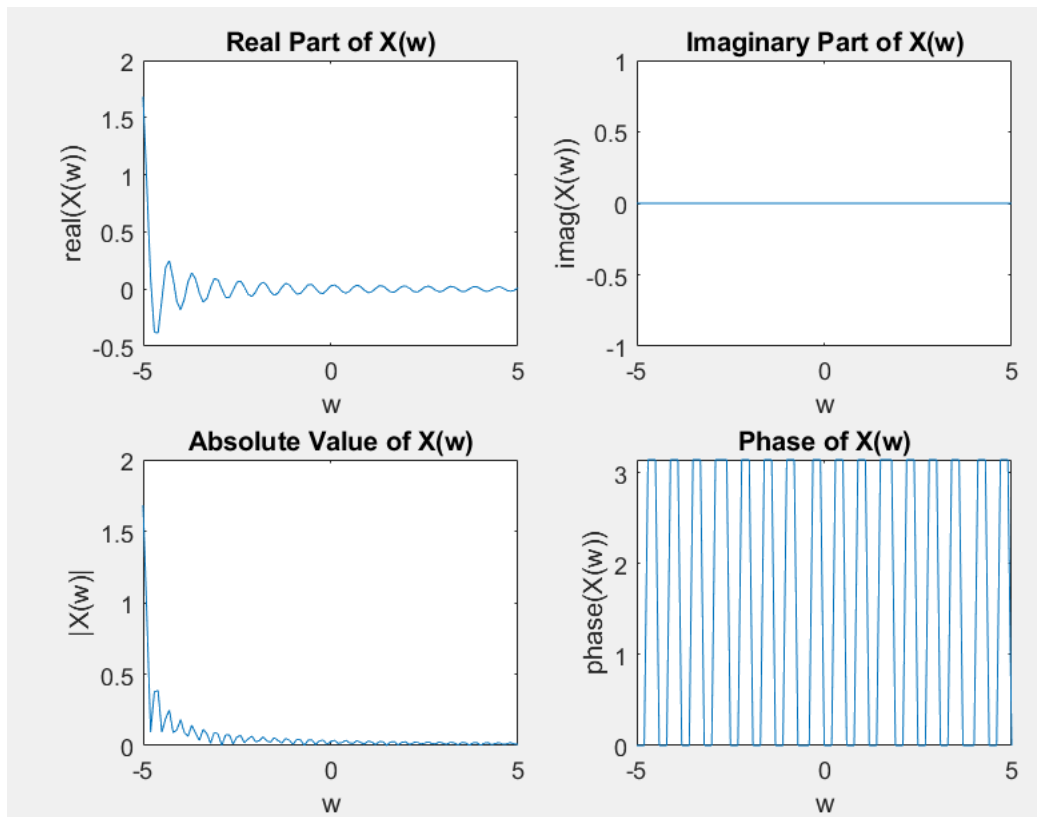 Real Part of X(w)
2
1.5
1
0.5
0
-0.5
real(X(w))
-5
0
5
w
Imaginary Part of X(w)
1
0.5
0
-0.5
-1
imag(X(w))
-5
0
5
w
Absolute Value of X(w)
2
1.5
1
0.5
0
|X(w)|
-5
0
5
w
Phase of X(w)
3
2
1
0
phase(X(w))
-5
0
5
w